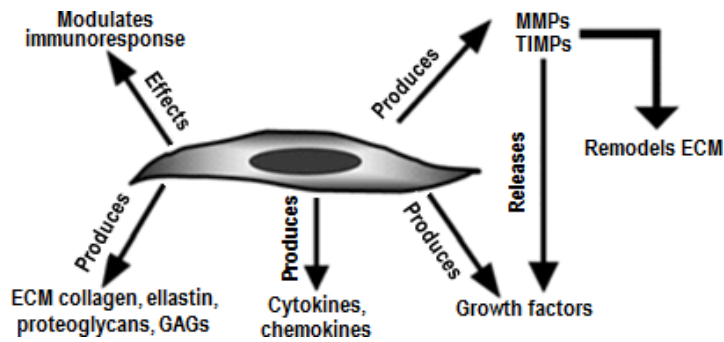 Modulates
immunoresponse
Effects
Produces
MMPs
TIMPs
Remodels ECM
Releases
Produces
Produces
Produces
ECM collagen, ellastin,
proteoglycans, GAGs
Cytokines,
chemokines
Growth factors